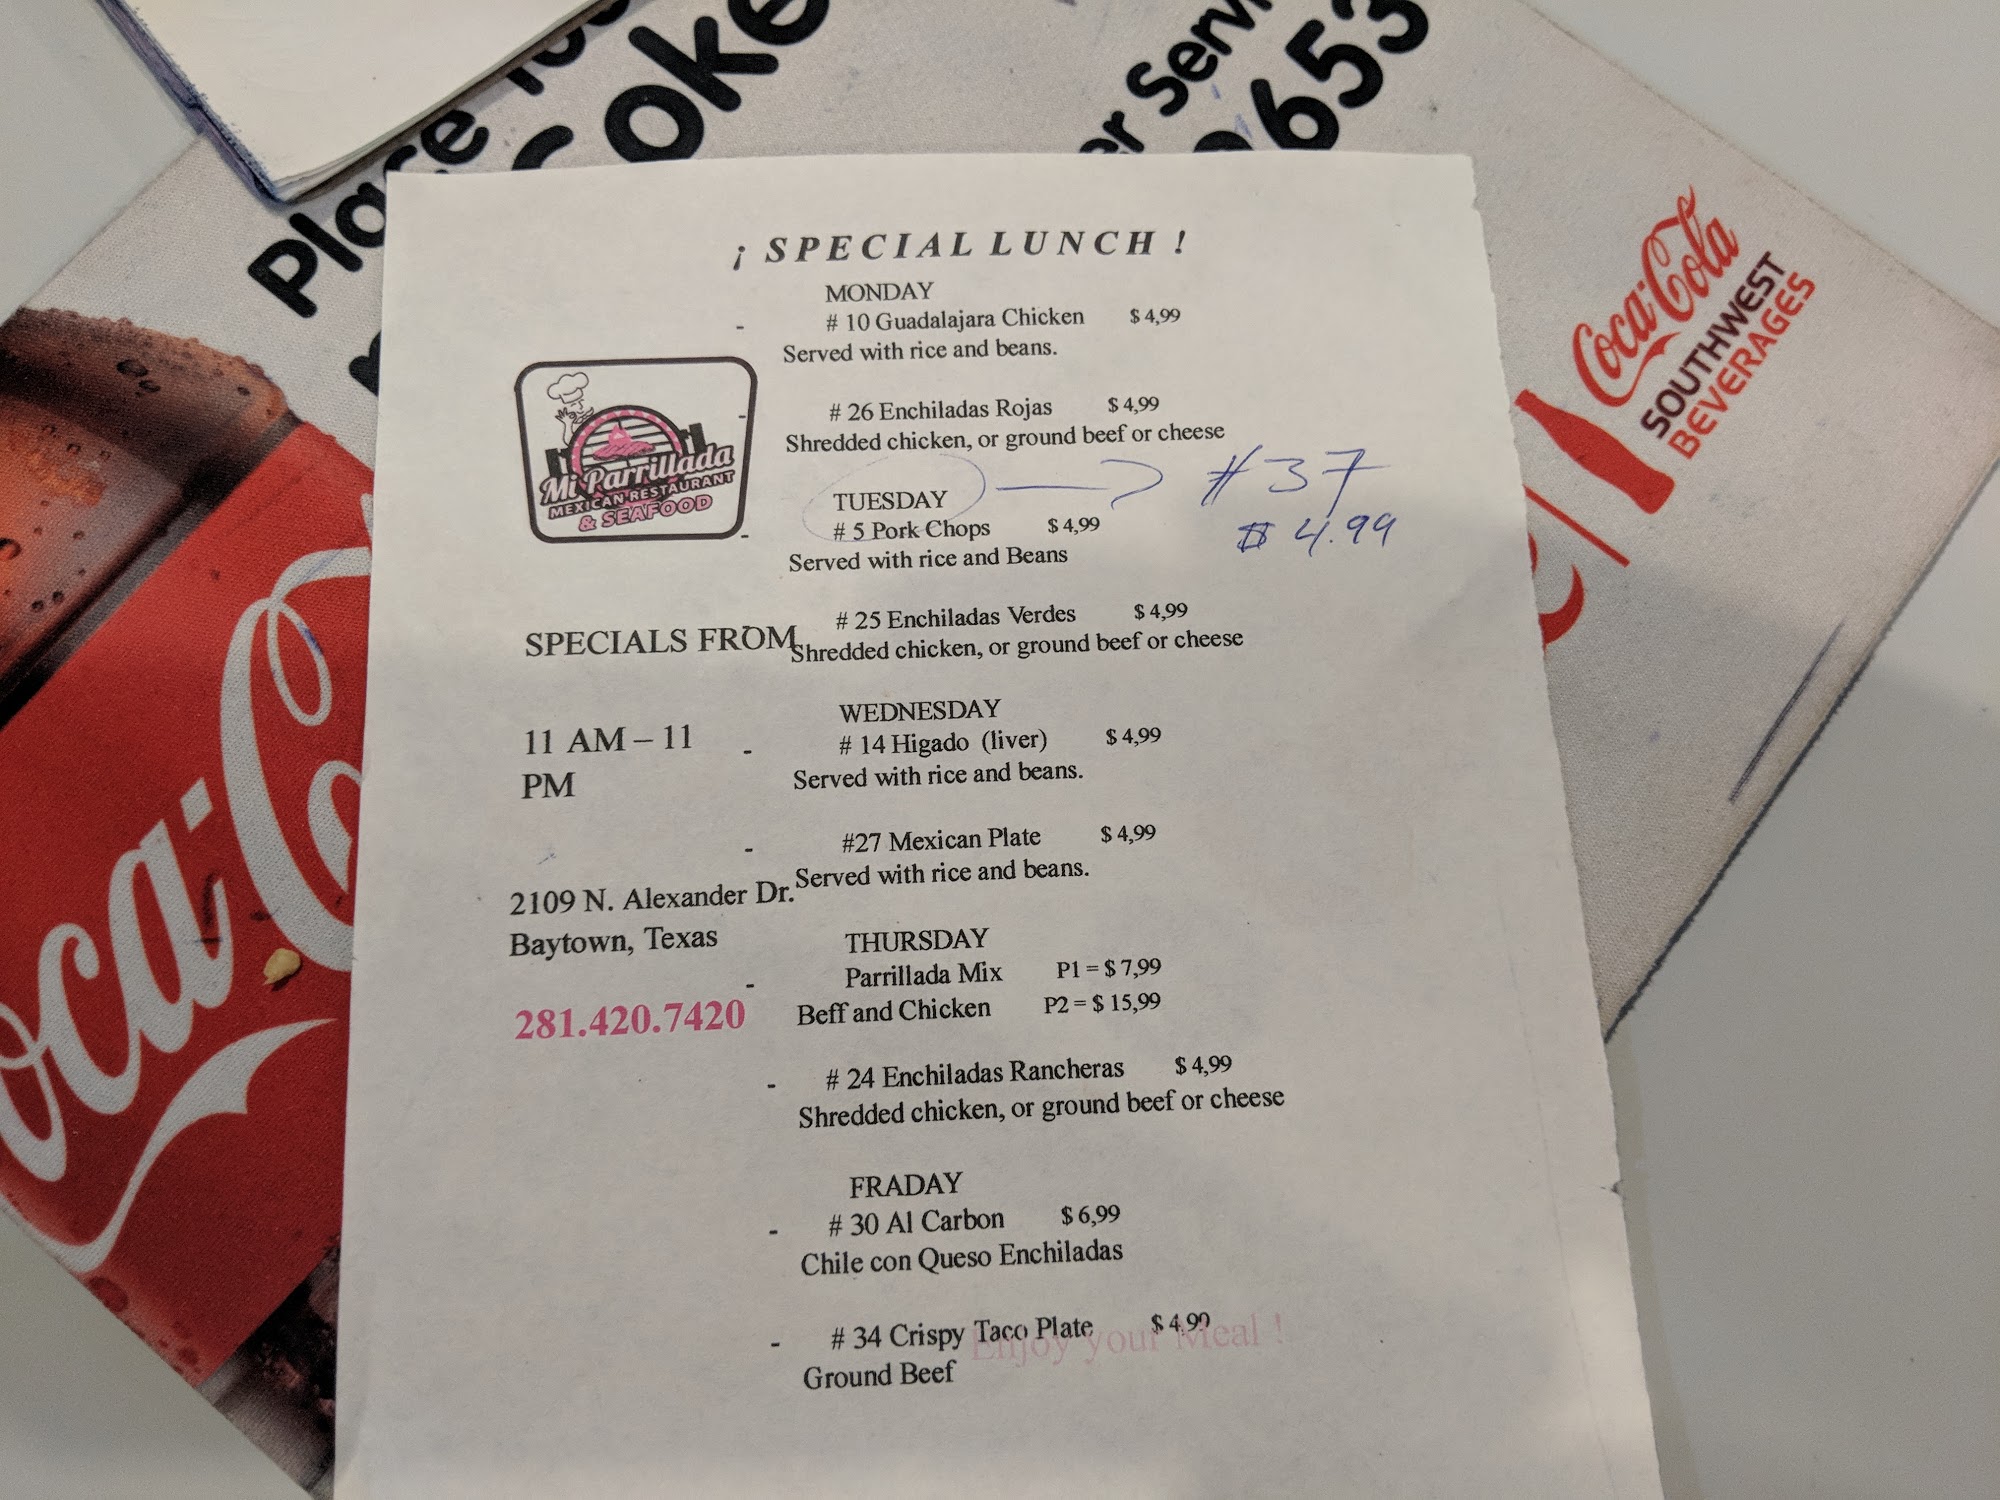 Place
Coke
er Servi
2653
Coca-Cola
SOUTHWEST
BEVERAGES
Coca-Cola
¡ SPECIAL LUNCH !
MONDAY
- # 10 Guadalajara Chicken $ 4,99
Served with rice and beans.
- # 26 Enchiladas Rojas $ 4,99
Shredded chicken, or ground beef or cheese
Mi Parrillada
MEXICAN RESTAURANT
& SEAFOOD
TUESDAY
- # 5 Pork Chops $ 4,99
Served with rice and Beans
#37
$ 4.99
# 25 Enchiladas Verdes $ 4,99
Shredded chicken, or ground beef or cheese
SPECIALS FROM
11 AM – 11
PM
WEDNESDAY
- # 14 Higado (liver) $ 4,99
Served with rice and beans.
- #27 Mexican Plate $ 4,99
Served with rice and beans.
2109 N. Alexander Dr.
Baytown, Texas
281.420.7420
THURSDAY
- Parrillada Mix P1 = $ 7,99
Beff and Chicken P2 = $ 15,99
- # 24 Enchiladas Rancheras $ 4,99
Shredded chicken, or ground beef or cheese
FRADAY
- # 30 Al Carbon $ 6,99
Chile con Queso Enchiladas
- # 34 Crispy Taco Plate $ 4,99
Ground Beef
Enjoy your Meal !